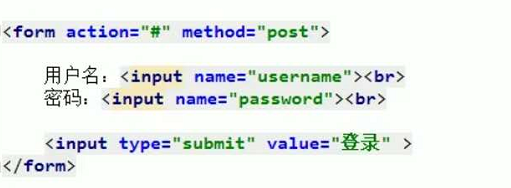 <form action="#" method="post">
用户名：<input name="username"><br>
密码：<input name="password"><br>
<input type="submit" value="登录" >
</form>